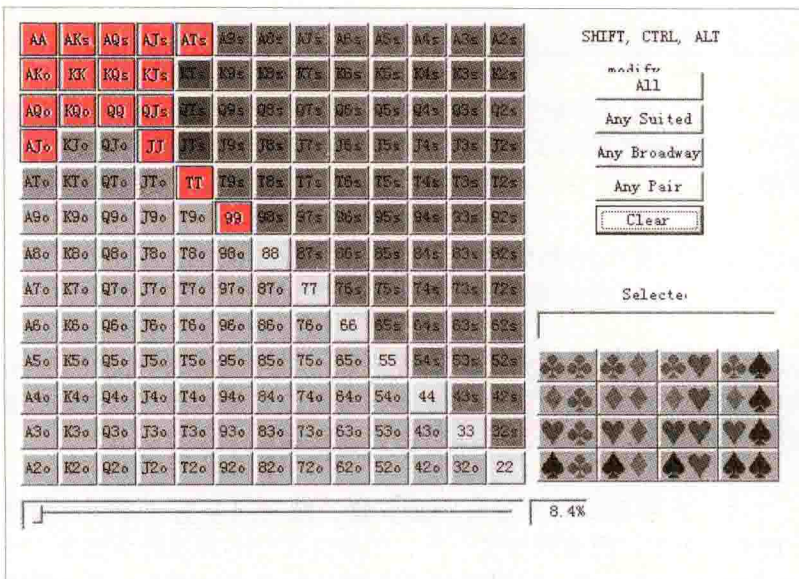 AA AKs AQs AJs ATs A9s A8s A7s A6s A5s A4s A3s A2s
AKo KK KQs KJs KTs K9s K8s K7s K6s K5s K4s K3s K2s
AQo KQo QQ QJs QTs Q9s Q8s Q7s Q6s Q5s Q4s Q3s Q2s
AJo KJo QJo JJ JTs J9s J8s J7s J6s J5s J4s J3s J2s
ATo KTo QTo JTo TT T9s T8s T7s T6s T5s T4s T3s T2s
A9o K9o Q9o J9o T9o 99 98s 97s 96s 95s 94s 93s 92s
A8o K8o Q8o J8o T8o 98o 88 87s 86s 85s 84s 83s 82s
A7o K7o Q7o J7o T7o 97o 87o 77 76s 75s 74s 73s 72s
A6o K6o Q6o J6o T6o 96o 86o 76o 66 65s 64s 63s 62s
A5o K5o Q5o J5o T5o 95o 85o 75o 65o 55 54s 53s 52s
A4o K4o Q4o J4o T4o 94o 84o 74o 64o 54o 44 43s 42s
A3o K3o Q3o J3o T3o 93o 83o 73o 63o 53o 43o 33 32s
A2o K2o Q2o J2o T2o 92o 82o 72o 62o 52o 42o 32o 22
8.4%
SHIFT, CTRL, ALT
All
Any Suited
Any Broadway
Any Pair
Clear
Selecte